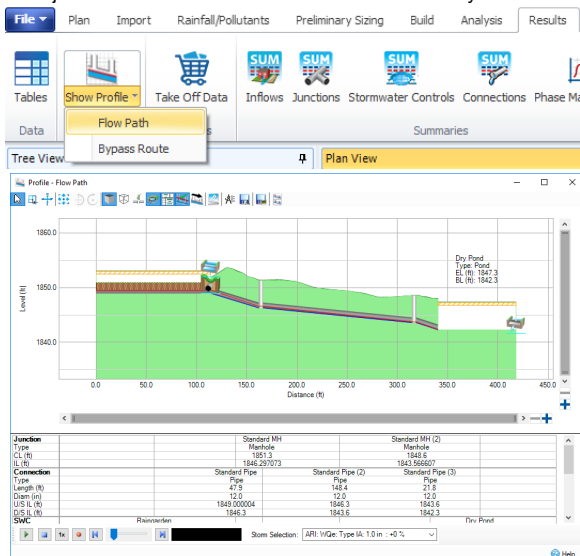 File Plan Import Rainfall/Pollutants Preliminary Sizing Build Analysis Results
Tables Show Profile Take Off Data Inflows Junctions Stormwater Controls Connections Phase Ma
Data Summaries
Flow Path
Bypass Route
Tree View Plan View
Profile - Flow Path
Dry Pond
Type: Pond
EL (ft): 1847.3
BL (ft): 1842.3
Level (ft)
1860.0
1850.0
1840.0
0.0 50.0 100.0 150.0 200.0 250.0 300.0 350.0 400.0 450.0
Distance (ft)
Junction Standard MH Standard MH (2)
Type Manhole Manhole
CL (ft) 1851.3 1848.6
IL (ft) 1846.297073 1843.566607
Connection Standard Pipe Standard Pipe (2) Standard Pipe (3)
Type Pipe Pipe Pipe
Length (ft) 47.9 148.4 21.8
Diam (in) 12.0 12.0 12.0
U/S IL (ft) 1849.000004 1846.3 1843.6
D/S IL (ft) 1846.3 1843.6 1842.3
SWC Raingarden Dry Pond
1x Storm Selection: ARI: WQe: Type IA: 1.0 in : +0 %
Help